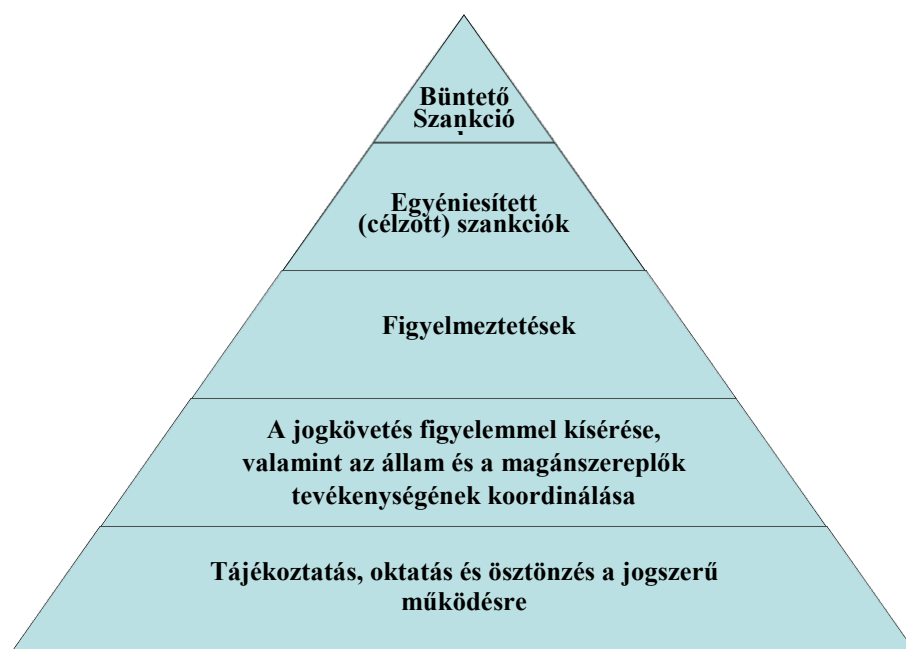 Büntető
Szankció
Egyéniesített
(célzott) szankciók
Figyelmeztetések
A jogkövetés figyelemmel kísérése,
valamint az állam és a magánszereplők
tevékenységének koordinálása
Tájékoztatás, oktatás és ösztönzés a jogszerű
működésre